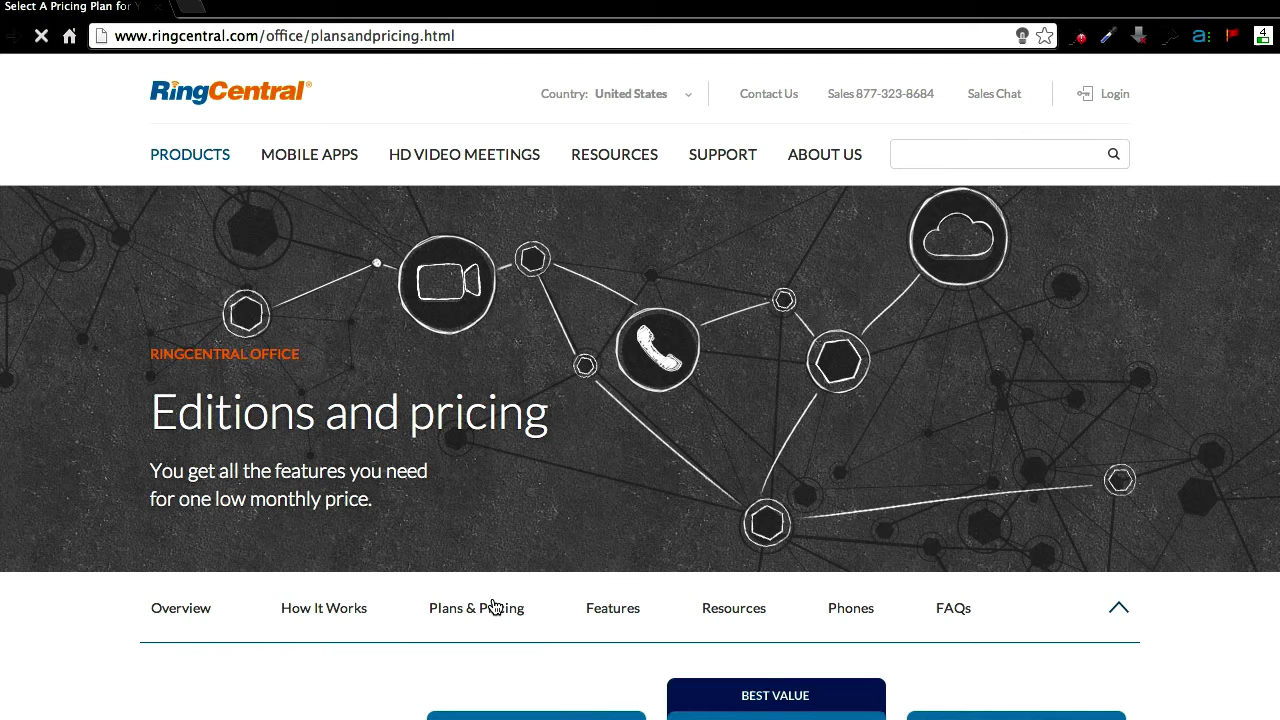 Select A Pricing Plan for Y
www.ringcentral.com/office/plansandpricing.html
a:
4
RingCentral®
Country: United States
Contact Us
Sales 877-323-8684
Sales Chat
Login
PRODUCTS
MOBILE APPS
HD VIDEO MEETINGS
RESOURCES
SUPPORT
ABOUT US
RINGCENTRAL OFFICE
Editions and pricing
You get all the features you need
for one low monthly price.
Overview
How It Works
Plans & Pricing
Features
Resources
Phones
FAQs
BEST VALUE